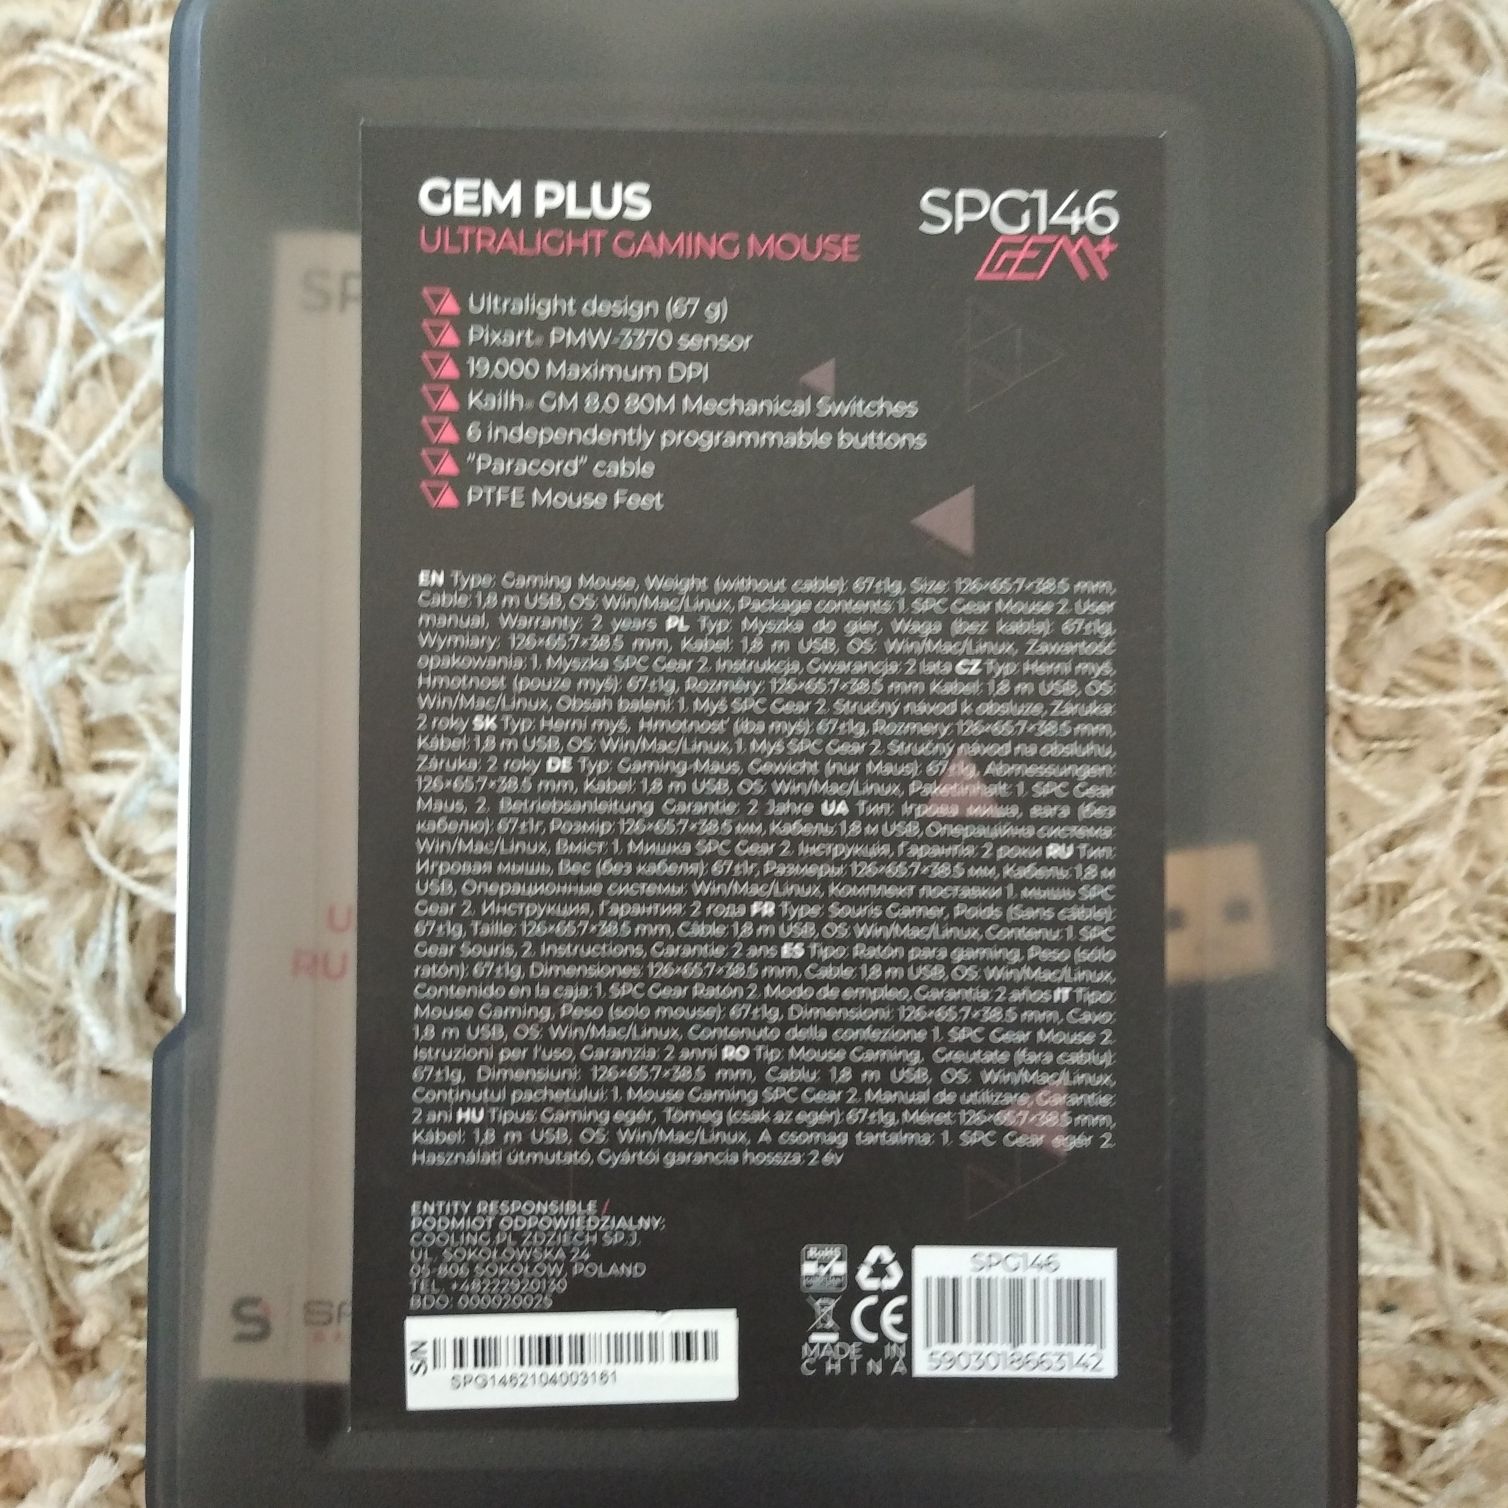 GEM PLUS
ULTRALIGHT GAMING MOUSE
SPG146
GEM+
Ultralight design (67 g)
Pixart® PMW-3370 sensor
19.000 Maximum DPI
Kailh® GM 8.0 80M Mechanical Switches
6 independently programmable buttons
"Paracord" cable
PTFE Mouse Feet
EN Type: Gaming Mouse, Weight (without cable): 67±1g, Size: 126×65.7×38.5 mm,
Cable: 1,8 m USB, OS: Win/Mac/Linux, Package contents: 1. SPC Gear Mouse 2. User
manual, Warranty: 2 years PL Typ: Myszka do gier, Waga (bez kabla): 67±1g,
Wymiary: 126×65.7×38.5 mm, Kabel: 1,8 m USB, OS: Win/Mac/Linux, Zawartość
opakowania: 1. Myszka SPC Gear 2. Instrukcja, Gwarancja: 2 lata CZ Typ: Herní myš,
Hmotnost (pouze myš): 67±1g, Rozměry: 126×65.7×38.5 mm Kabel: 1,8 m USB, OS:
Win/Mac/Linux, Obsah balení: 1. Myš SPC Gear 2. Stručný návod k obsluze, Záruka:
2 roky SK Typ: Herní myš, Hmotnosť (iba myš): 67±1g, Rozmery: 126×65.7×38.5 mm,
Kábel: 1,8 m USB, OS: Win/Mac/Linux, 1. Myš SPC Gear 2. Stručný návod na obsluhu,
Záruka: 2 roky DE Typ: Gaming-Maus, Gewicht (nur Maus): 67±1g, Abmessungen:
126×65.7×38.5 mm, Kabel: 1,8 m USB, OS: Win/Mac/Linux, Paketinhalt: 1. SPC Gear
Maus, 2. Betriebsanleitung Garantie: 2 Jahre UA Тип: Ігрова миша, вага (без
кабелю): 67±1г, Розмір: 126×65.7×38.5 мм, Кабель: 1,8 м USB, Операційна система:
Win/Mac/Linux, Вміст: 1. Мишка SPC Gear 2. Інструкція, Гарантія: 2 роки RU Тип:
Игровая мышь, Вес (без кабеля): 67±1г, Размеры: 126×65.7×38.5 мм, Кабель: 1,8 м
USB, Операционные системы: Win/Mac/Linux, Комплект поставки 1. мышь SPC
Gear 2. Инструкция, Гарантия: 2 года FR Type: Souris Gamer, Poids (Sans câble):
67±1g, Taille: 126×65.7×38.5 mm, Câble: 1,8 m USB, OS: Win/Mac/Linux, Contenu: 1. SPC
Gear Souris, 2. Instructions, Garantie: 2 ans ES Tipo: Ratón para gaming, Peso (sólo
ratón): 67±1g, Dimensiones: 126×65.7×38.5 mm, Cable: 1,8 m USB, OS: Win/Mac/Linux,
Contenido en la caja: 1. SPC Gear Ratón 2. Modo de empleo, Garantía: 2 años IT Tipo:
Mouse Gaming, Peso (solo mouse): 67±1g, Dimensioni: 126×65.7×38.5 mm, Cavo:
1,8 m USB, OS: Win/Mac/Linux, Contenuto della confezione 1. SPC Gear Mouse 2.
Istruzioni per l'uso, Garanzia: 2 anni RO Tip: Mouse Gaming, Greutate (fara cablu):
67±1g, Dimensiuni: 126×65.7×38.5 mm, Cablu: 1,8 m USB, OS: Win/Mac/Linux,
Conținutul pachetului: 1. Mouse Gaming SPC Gear 2. Manual de utilizare, Garantie:
2 ani HU Típus: Gaming egér, Tömeg (csak az egér): 67±1g, Méret: 126×65.7×38.5 mm,
Kábel: 1,8 m USB, OS: Win/Mac/Linux, A csomag tartalma: 1. SPC Gear egér 2.
Használati útmutató, Gyártói garancia hossza: 2 év
ENTITY RESPONSIBLE /
PODMIOT ODPOWIEDZIALNY:
COOLING.PL ZDZIECH SP.J.
UL. SOKOŁOWSKA 24
05-806 SOKOŁÓW, POLAND
TEL. +48222920130
BDO: 000020025
S/N
SPG1462104003161
RoHS
CE
MADE IN
CHINA
SPG146
5903018663142
SP
U
RU
S SP